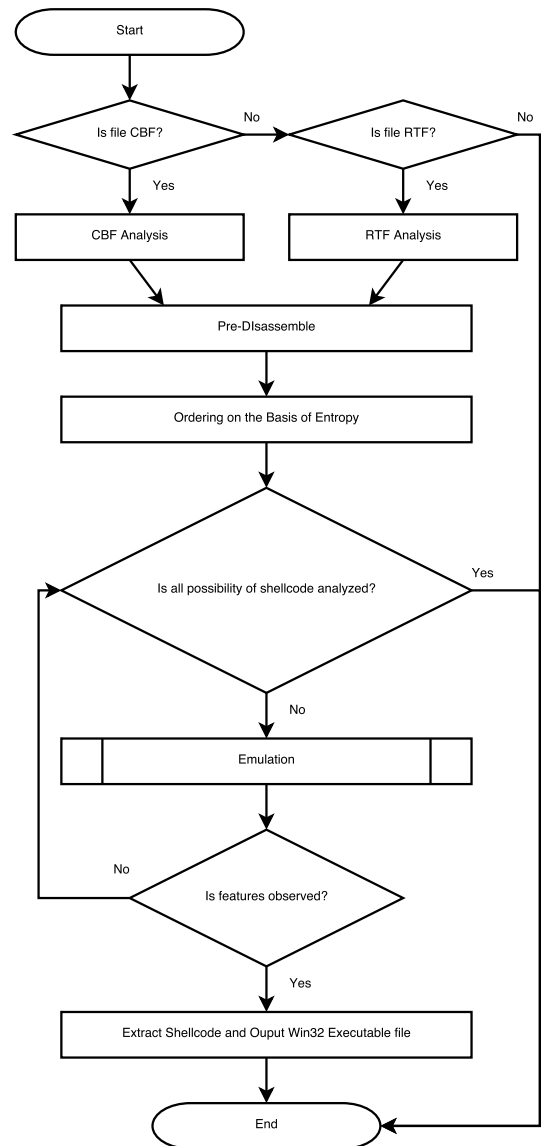 Start
Is file CBF?
No
Is file RTF?
No
Yes
Yes
CBF Analysis
RTF Analysis
Pre-DIsassemble
Ordering on the Basis of Entropy
Is all possibility of shellcode analyzed?
Yes
No
Emulation
No
Is features observed?
Yes
Extract Shellcode and Ouput Win32 Executable file
End